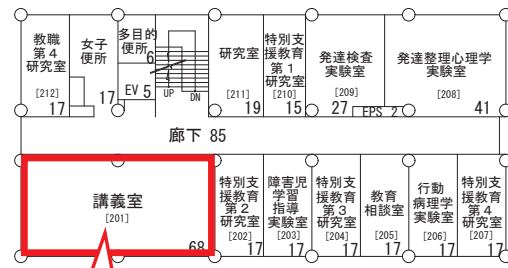 教職
第4
研究室
[212]
17
女子
便所
17
多目的
便所
6
EV 5
UP
DN
研究室
[211]
19
特別支
援教育
第1
研究室
[210]
15
発達検査
実験室
[209]
27
EPS 2
発達整理心理学
実験室
[208]
41
廊下 85
講義室
[201]
68
特別支
援教育
第2
研究室
[202]
17
障害児
学習
指導
実験室
[203]
17
特別支
援教育
第3
研究室
[204]
17
教育
相談室
[205]
17
行動
病理学
実験室
[206]
17
特別支
援教育
第4
研究室
[207]
17